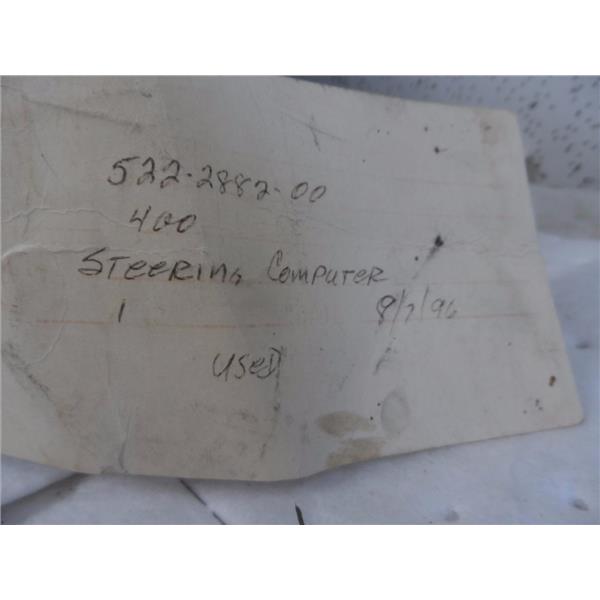 522-2882-00
400
STEERING COMPUTER
1 8/7/96
USED